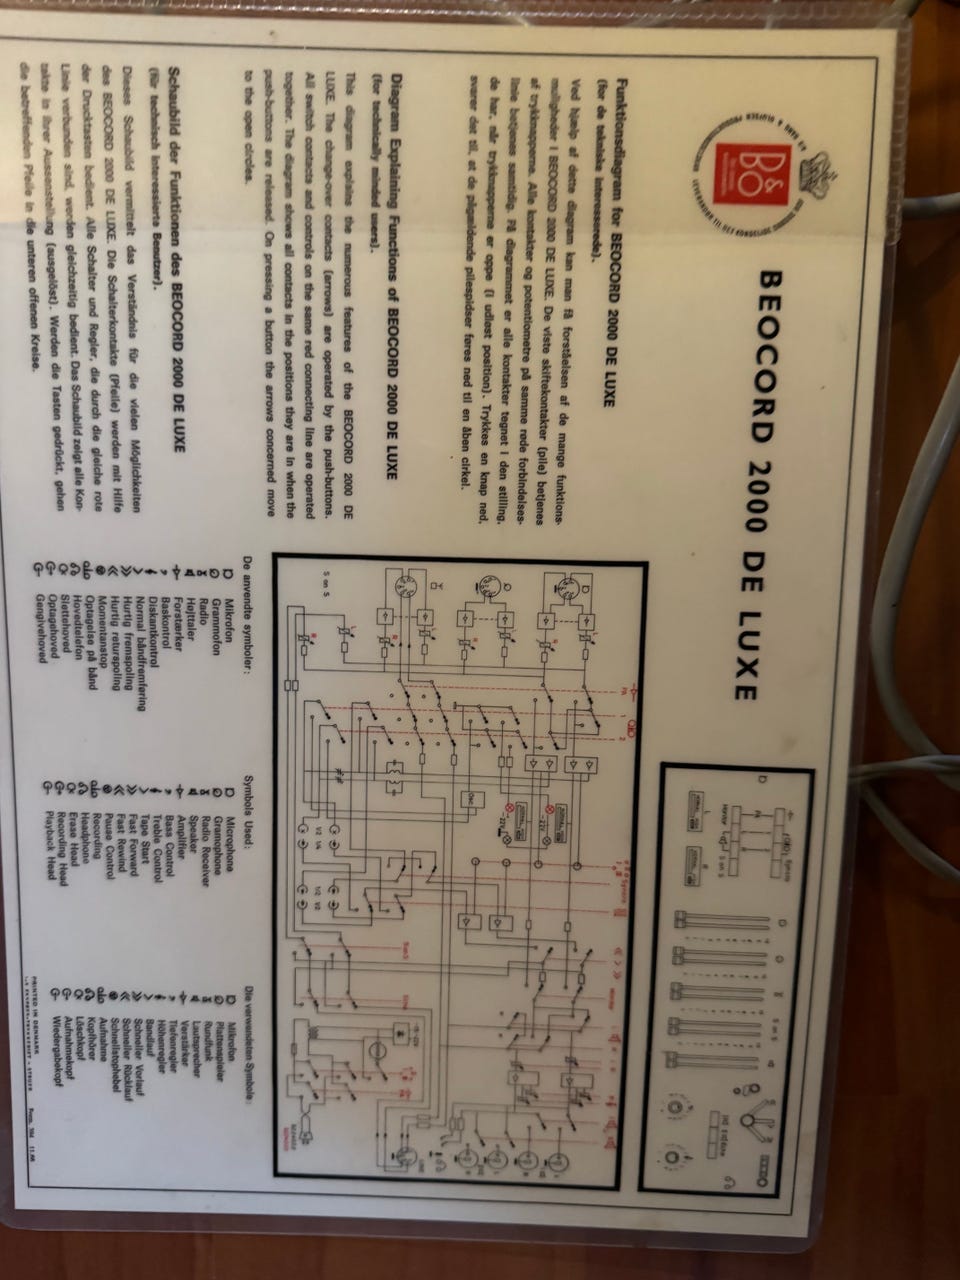 BEOCORD 2000 DE LUXE
B&O
BANG & OLUFSEN
Funktionsdiagram for BEOCORD 2000 DE LUXE
(for de teknisk interesserede).
Ved hjælp af dette diagram kan man få forståelsen af de mange funktions-
muligheder i BEOCORD 2000 DE LUXE. De viste skiftekontakter (pile) betjenes
af trykknapperne. Alle kontakter og potentiometre på samme røde forbindelses-
linie betjenes samtidig. På diagrammet er alle kontakter tegnet i den stilling,
de har, når trykknapperne er oppe (i udløst position). Trykkes en knap ned,
svarer det til, at de pågældende pilespidser føres ned til en åben cirkel.
Diagram Explaining Functions of BEOCORD 2000 DE LUXE
(for technically minded users).
This diagram explains the numerous features of the BEOCORD 2000 DE
LUXE. The change-over contacts (arrows) are operated by the push-buttons.
All switch contacts and controls on the same red connecting line are operated
together. The diagram shows all contacts in the positions they are in when the
push-buttons are released. On pressing a button the arrows concerned move
to the open circles.
Schaubild der Funktionen des BEOCORD 2000 DE LUXE
(für technisch interessierte Benutzer).
Dieses Schaubild vermittelt das Verständnis für die vielen Möglichkeiten
des BEOCORD 2000 DE LUXE. Die Schalterkontakte (Pfeile) werden mit Hilfe
der Drucktasten bedient. Alle Schalter und Regler, die durch die gleiche rote
Linie verbunden sind, werden gleichzeitig bedient. Das Schaubild zeigt alle Kon-
takte in ihrer Aussenstellung (ausgelöst). Werden die Tasten gedrückt, gehen
die betreffenden Pfeile in die unteren offenen Kreise.
S on S
De anvendte symboler:
Mikrofon
Grammofon
Radio
Højttaler
Forstærker
Baskontrol
Diskantkontrol
Normal båndfremføring
Hurtig fremspoling
Hurtig returspoling
Momentanstop
Optagelse på bånd
Hovedtelefon
Slettehoved
Optagehoved
Gengivehoved
Symbols Used:
Microphone
Gramophone
Radio Receiver
Speaker
Amplifier
Bass Control
Treble Control
Tape Start
Fast Forward
Fast Rewind
Pause Control
Recording
Headphone
Erase Head
Recording Head
Playback Head
Die verwendeten Symbole:
Mikrofon
Plattenspieler
Rundfunk
Lautsprecher
Verstärker
Tiefenregler
Höhenregler
Bandlauf
Schneller Vorlauf
Schneller Rücklauf
Schnellstophebel
Aufnahme
Kopfhörer
Löschkopf
Aufnahmekopf
Wiedergabekopf
PRINTED IN DENMARK